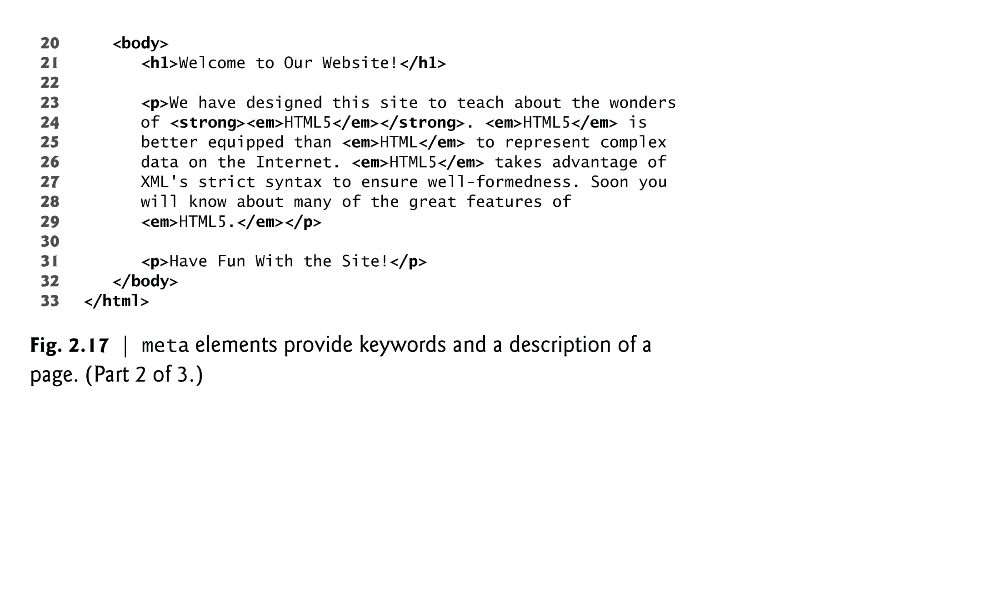 20 <body>
21 <h1>Welcome to Our Website!</h1>
22
23 <p>We have designed this site to teach about the wonders
24 of <strong><em>HTML5</em></strong>. <em>HTML5</em> is
25 better equipped than <em>HTML</em> to represent complex
26 data on the Internet. <em>HTML5</em> takes advantage of
27 XML's strict syntax to ensure well-formedness. Soon you
28 will know about many of the great features of
29 <em>HTML5.</em></p>
30
31 <p>Have Fun With the Site!</p>
32 </body>
33 </html>
Fig. 2.17 | meta elements provide keywords and a description of a
page. (Part 2 of 3.)